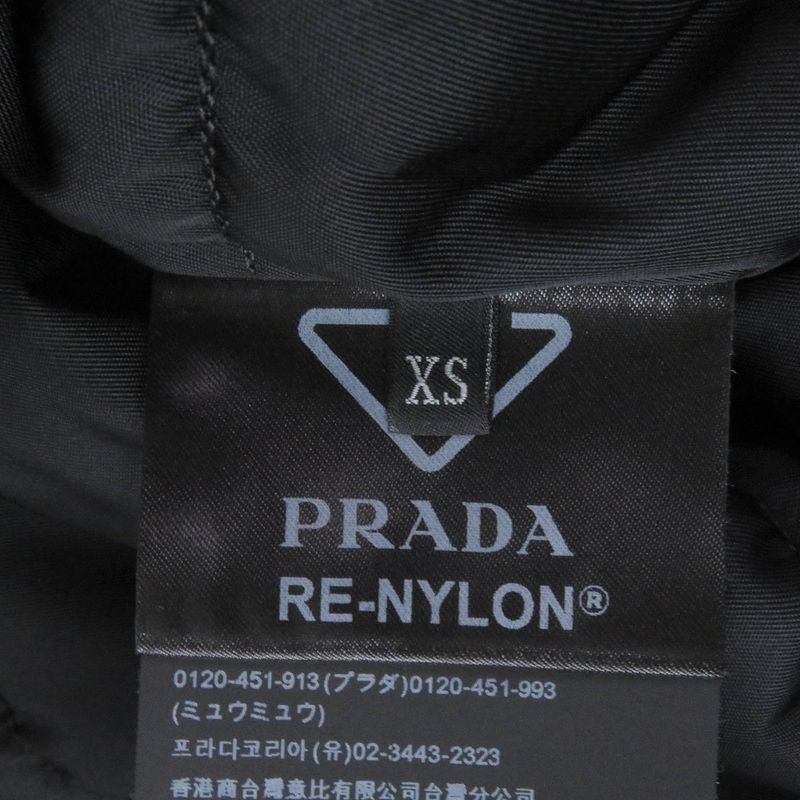 XS
PRADA
RE-NYLON®
0120-451-913(プラダ)0120-451-993
(ミュウミュウ)
프라다코리아(유)02-3443-2323
香港商台灣意比有限公司台灣分公司